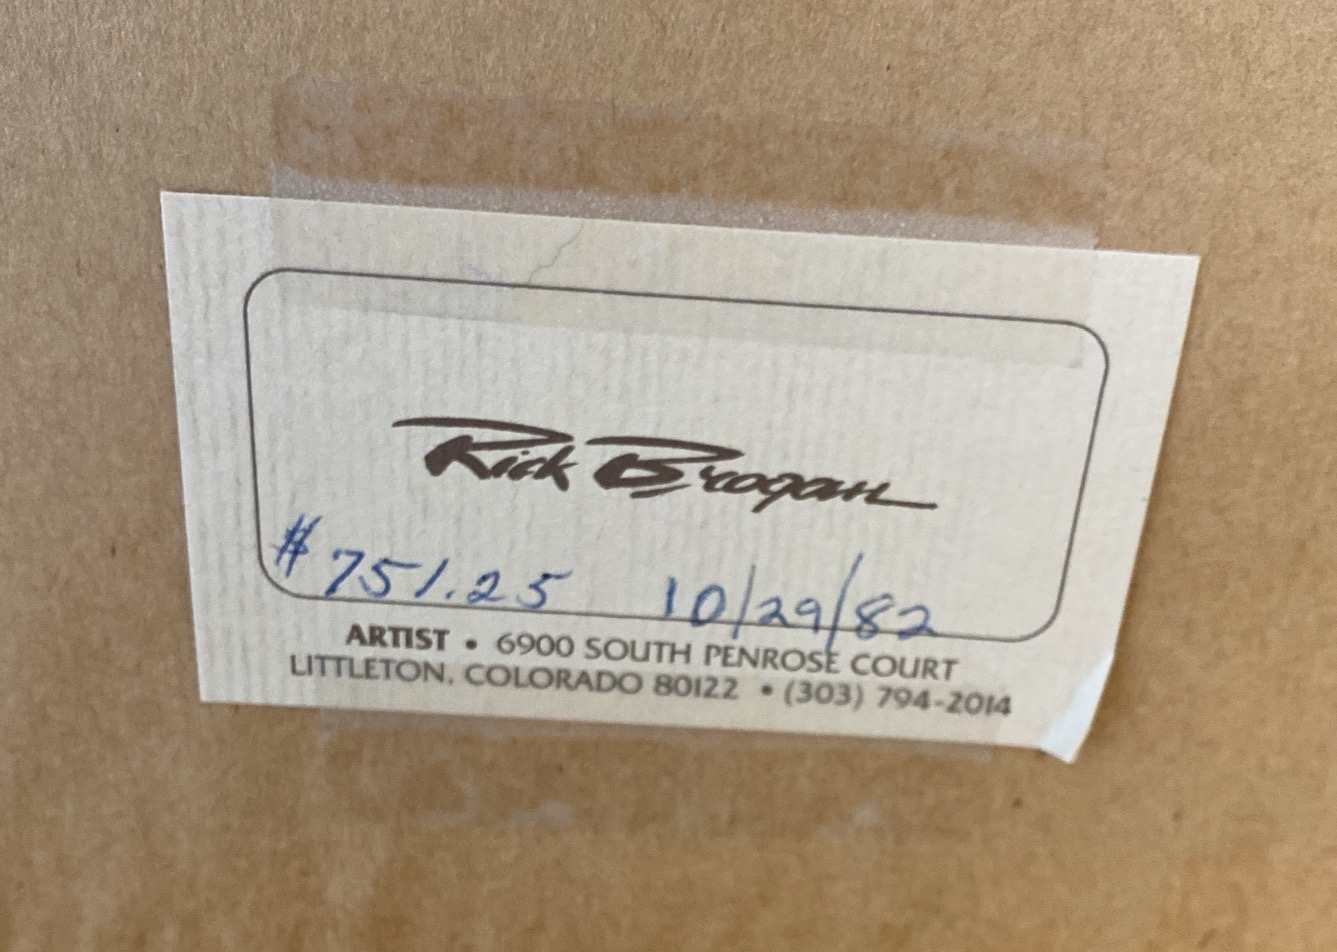 Rick Brogan
$751.25 10/29/82
ARTIST • 6900 SOUTH PENROSE COURT
LITTLETON, COLORADO 80122 • (303) 794-2014